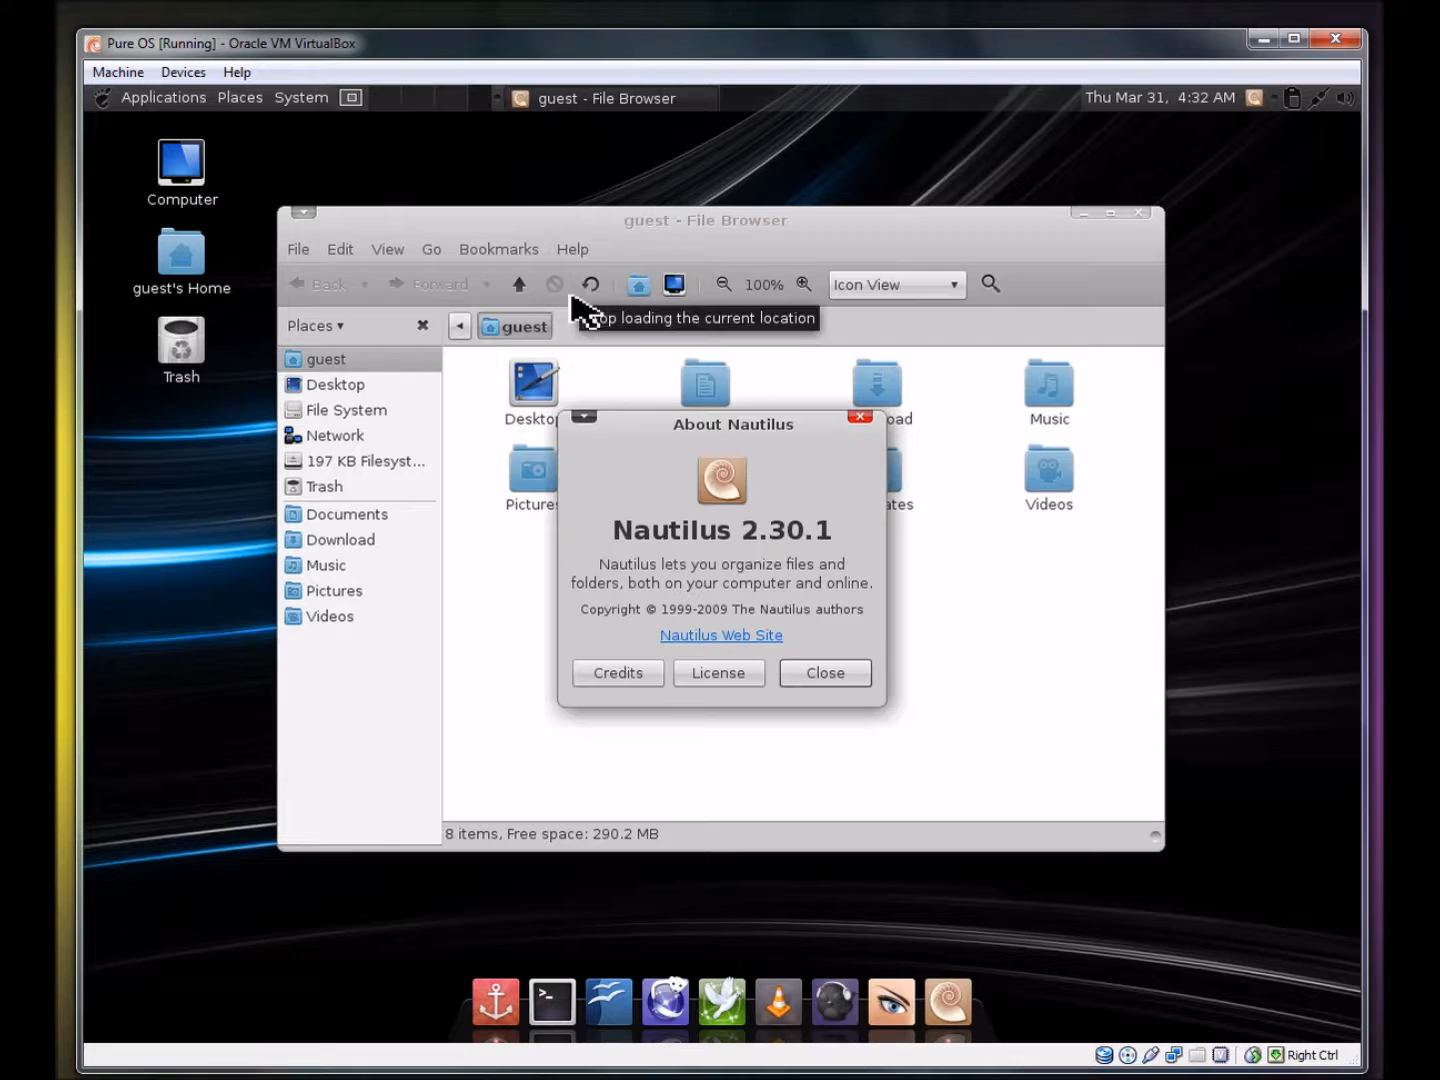 Pure OS [Running] - Oracle VM VirtualBox
Machine Devices Help
Applications Places System
guest - File Browser
Thu Mar 31, 4:32 AM
Computer
guest's Home
Trash
guest - File Browser
File Edit View Go Bookmarks Help
Back Forward 100% Icon View
loading the current location
Places
guest
guest
Desktop
File System
Network
197 KB Filesyst...
Trash
Documents
Download
Music
Pictures
Videos
Music
Videos
About Nautilus
Nautilus 2.30.1
Nautilus lets you organize files and
folders, both on your computer and online.
Copyright © 1999-2009 The Nautilus authors
Nautilus Web Site
Credits License Close
8 items, Free space: 290.2 MB
Right Ctrl